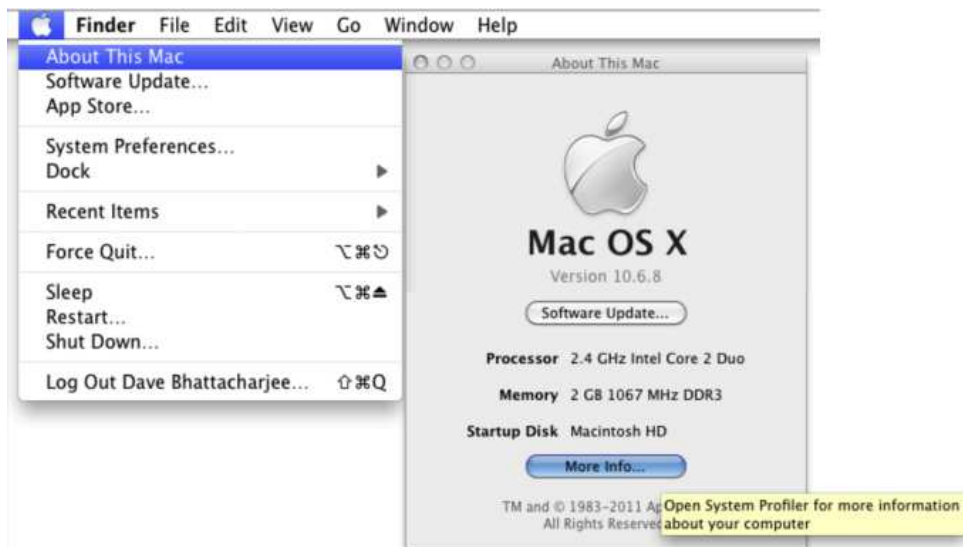 Finder File Edit View Go Window Help
About This Mac
Software Update...
App Store...
System Preferences...
Dock
Recent Items
Force Quit... ⌥⌘⎋
Sleep ⌥⌘⏏
Restart...
Shut Down...
Log Out Dave Bhattacharjee... ⇧⌘Q
About This Mac
Mac OS X
Version 10.6.8
Software Update...
Processor 2.4 GHz Intel Core 2 Duo
Memory 2 GB 1067 MHz DDR3
Startup Disk Macintosh HD
More Info...
TM and © 1983-2011
All Rights
Open System Profiler for more information
about your computer